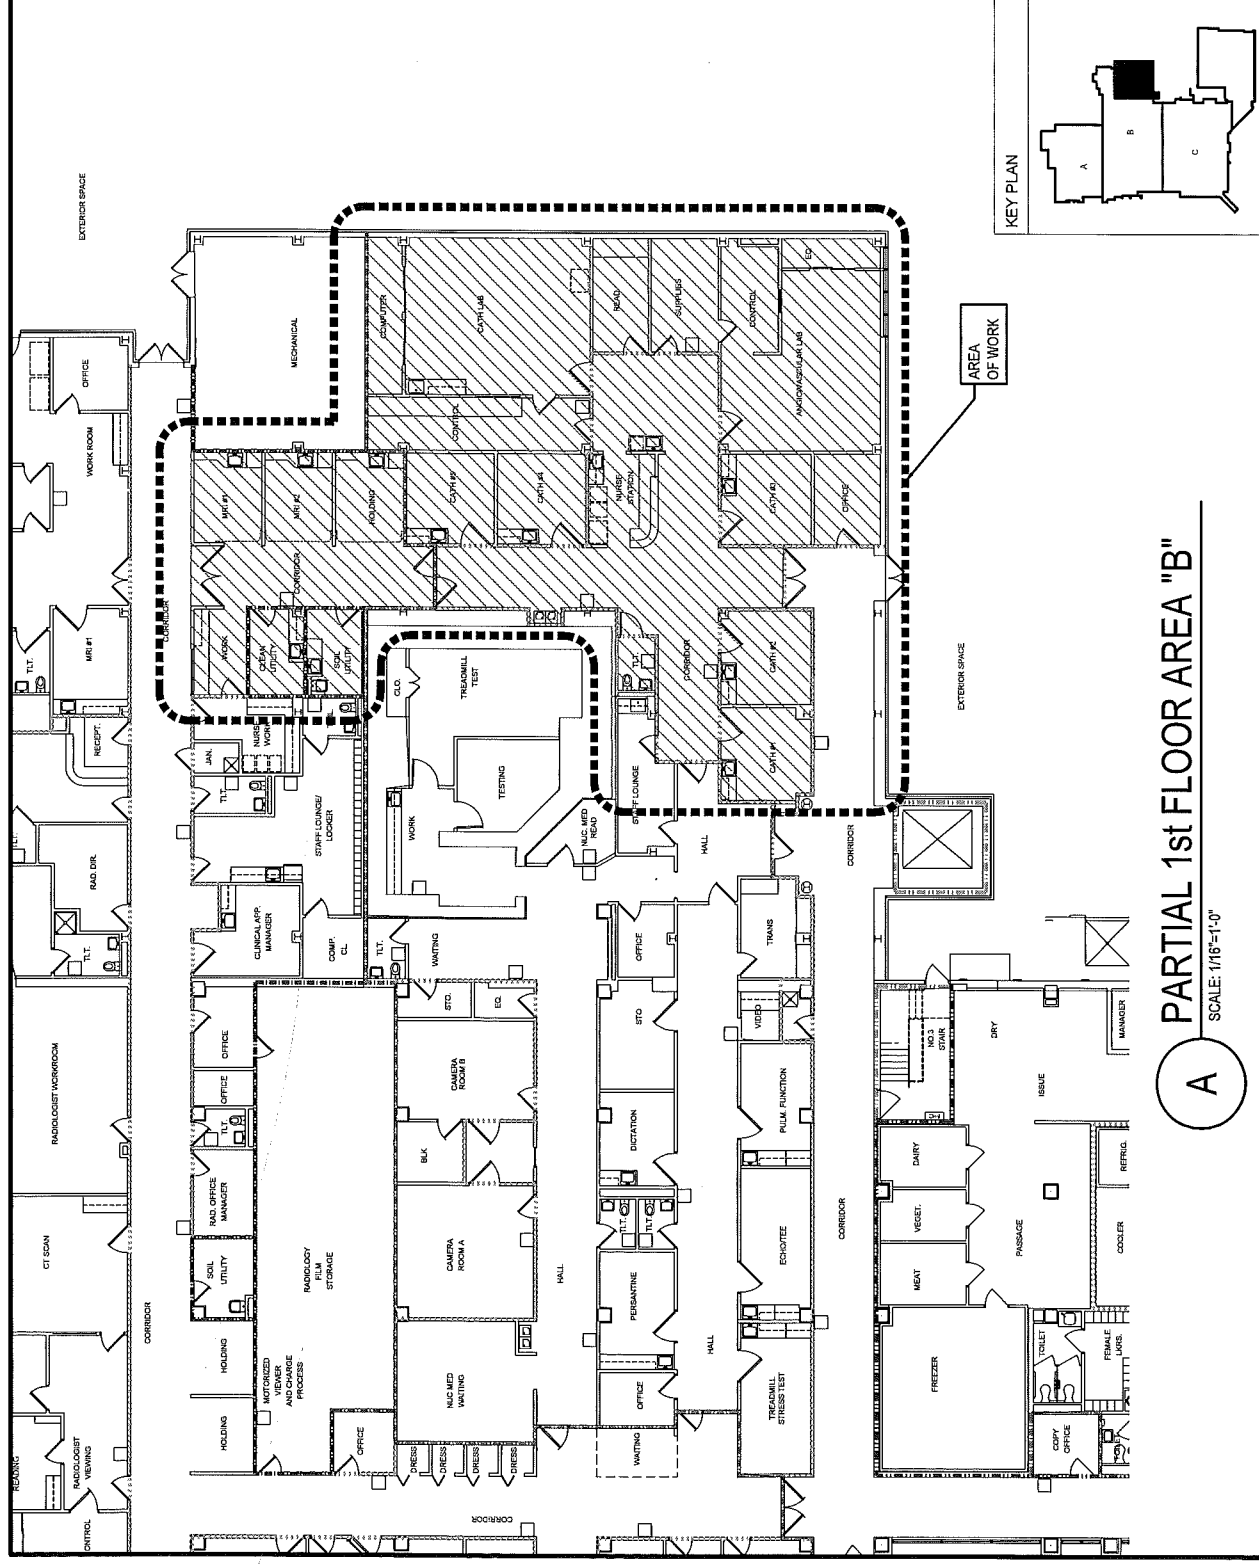 EXTERIOR SPACE
KEY PLAN
A
B
C
AREA
OF WORK
MECHANICAL
COMPUTER
CATH LAB
READ
SUPPLIES
CONTROL
EQ
ANGIO/VASCULAR LAB
CONTROL
OFFICE
WORK ROOM
MRI #1
MRI #2
HOLDING
CATH #5
CATH #4
NURSE
STATION
CATH #3
OFFICE
CORRIDOR
CORRIDOR
TLT.
MRI #1
WORK
CLEAN
UTILITY
SOIL
UTILITY
CLO.
TREADMILL
TEST
TLT.
CORRIDOR
CATH #2
EXTERIOR SPACE
RECEPT.
JAN.
WORK
TESTING
CATH #1
TLT.
STAFF LOUNGE/
LOCKER
WORK
NUC. MED
READ
STAFF LOUNGE
HALL
CORRIDOR
RAD. DIR.
TLT.
CLINICAL APP.
MANAGER
COMP.
CL.
TLT.
WAITING
OFFICE
TRANS
RADIOLOGIST WORKROOM
OFFICE
OFFICE
TLT.
STO.
EQ.
CAMERA
ROOM B
BLK
STO
DICTATION
VIDEO
PULM. FUNCTION
NO.3
STAIR
DRY
MANAGER
ISSUE
DAIRY
REFRIG.
CT SCAN
RAD. OFFICE
MANAGER
SOIL
UTILITY
RADIOLOGY
FILM
STORAGE
CAMERA
ROOM A
HALL
TLT.
TLT.
PERSANTINE
ECHO/TEE
CORRIDOR
VEGET.
MEAT
PASSAGE
COOLER
CORRIDOR
HOLDING
HOLDING
MOTORIZED
VIEWER
AND CHARGE
PROCESS
OFFICE
NUC MED
WAITING
DRESS
DRESS
DRESS
DRESS
OFFICE
WAITING
HALL
TREADMILL
STRESS TEST
FREEZER
TOILET
FEMALE
LKRS.
COPY
OFFICE
READING
RADIOLOGIST
VIEWING
CORRIDOR
A
PARTIAL 1st FLOOR AREA "B"
SCALE: 1/16"=1'-0"